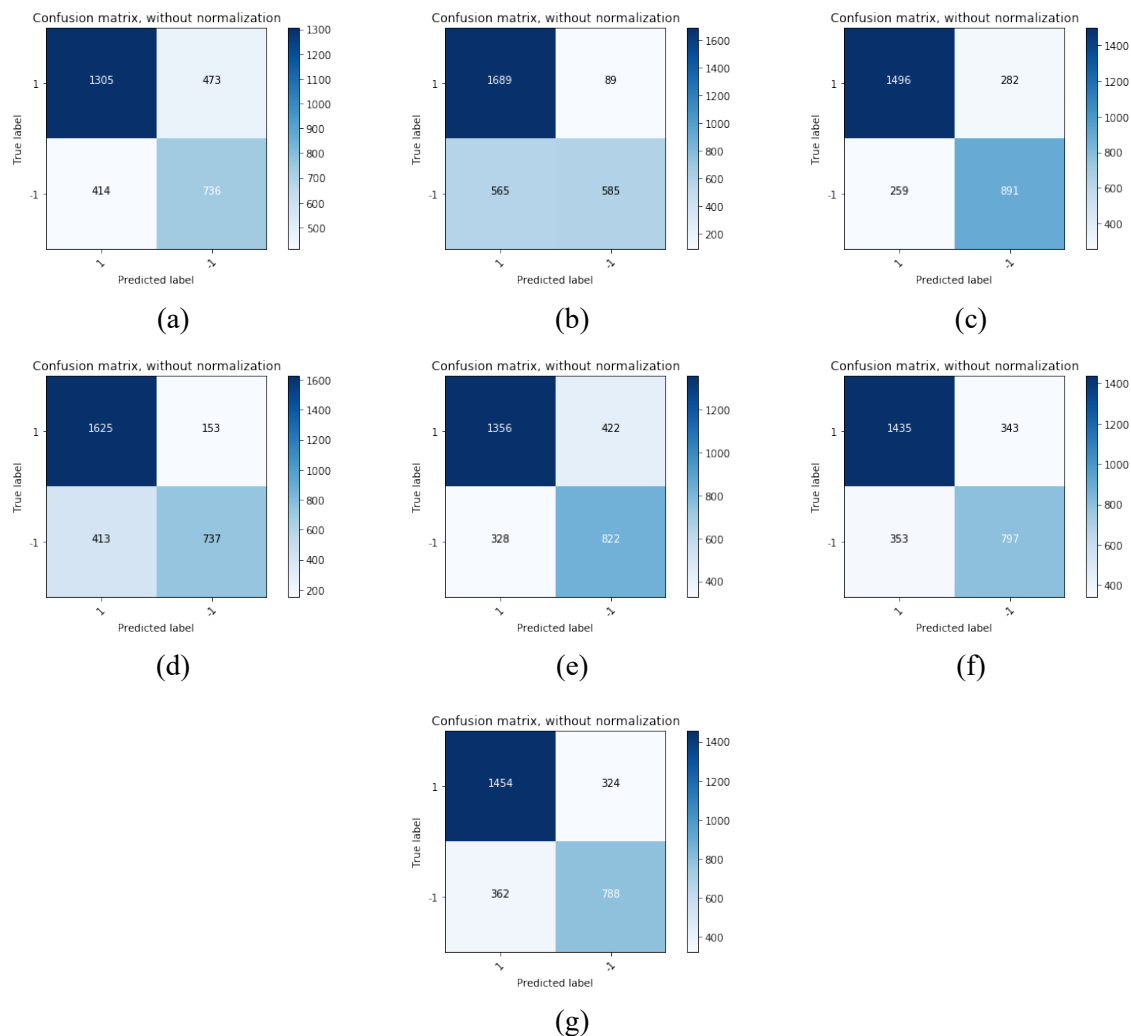 Confusion matrix, without normalization
1305 473
414 736
1
-1
True label
1 -1
Predicted label
1300
1200
1100
1000
900
800
700
600
500
(a)
Confusion matrix, without normalization
1689 89
565 585
1
-1
True label
1 -1
Predicted label
1600
1400
1200
1000
800
600
400
200
(b)
Confusion matrix, without normalization
1496 282
259 891
1
-1
True label
1 -1
Predicted label
1400
1200
1000
800
600
400
(c)
Confusion matrix, without normalization
1625 153
413 737
1
-1
True label
1 -1
Predicted label
1600
1400
1200
1000
800
600
400
200
(d)
Confusion matrix, without normalization
1356 422
328 822
1
-1
True label
1 -1
Predicted label
1200
1000
800
600
400
(e)
Confusion matrix, without normalization
1435 343
353 797
1
-1
True label
1 -1
Predicted label
1400
1200
1000
800
600
400
(f)
Confusion matrix, without normalization
1454 324
362 788
1
-1
True label
1 -1
Predicted label
1400
1200
1000
800
600
400
(g)